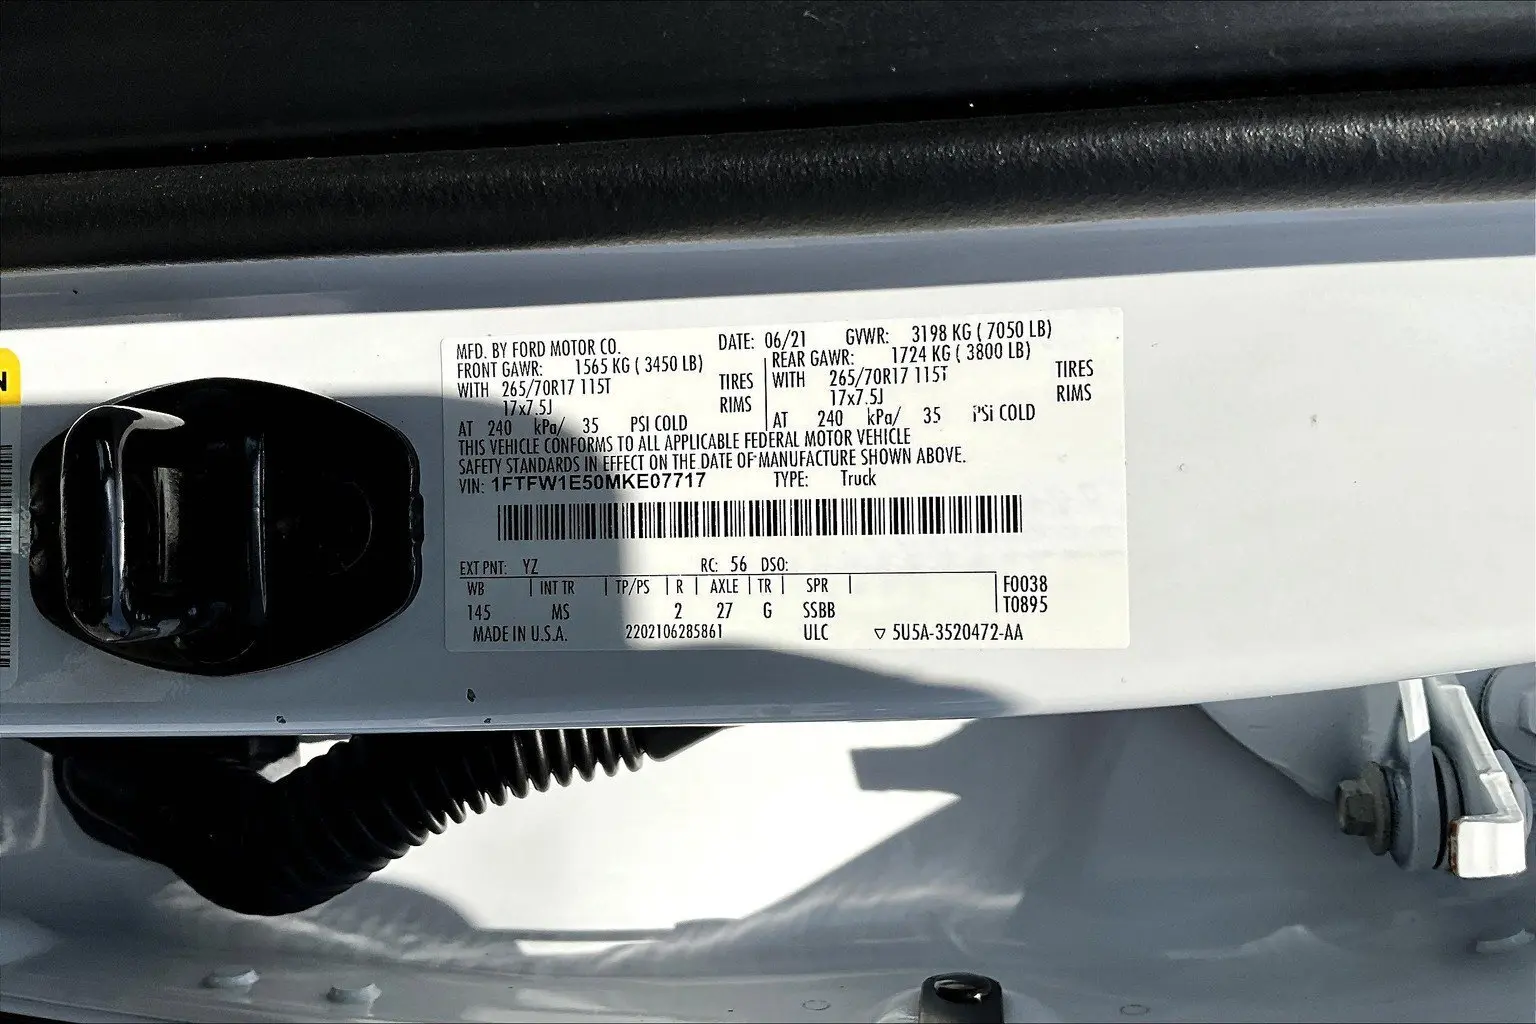 N
MFD. BY FORD MOTOR CO. DATE: 06/21 GVWR: 3198 KG ( 7050 LB)
FRONT GAWR: 1565 KG ( 3450 LB) REAR GAWR: 1724 KG ( 3800 LB)
WITH 265/70R17 115T TIRES WITH 265/70R17 115T TIRES
17x7.5J RIMS 17x7.5J RIMS
AT 240 kPa/ 35 PSI COLD AT 240 kPa/ 35 PSi COLD
THIS VEHICLE CONFORMS TO ALL APPLICABLE FEDERAL MOTOR VEHICLE
SAFETY STANDARDS IN EFFECT ON THE DATE OF MANUFACTURE SHOWN ABOVE.
VIN: 1FTFW1E50MKE07717 TYPE: Truck
EXT PNT: YZ RC: 56 DSO:
WB INT TR TP/PS R AXLE TR SPR F0038
145 MS 2 27 G SSBB T0895
MADE IN U.S.A. 2202106285861 ULC ▽ 5U5A-3520472-AA